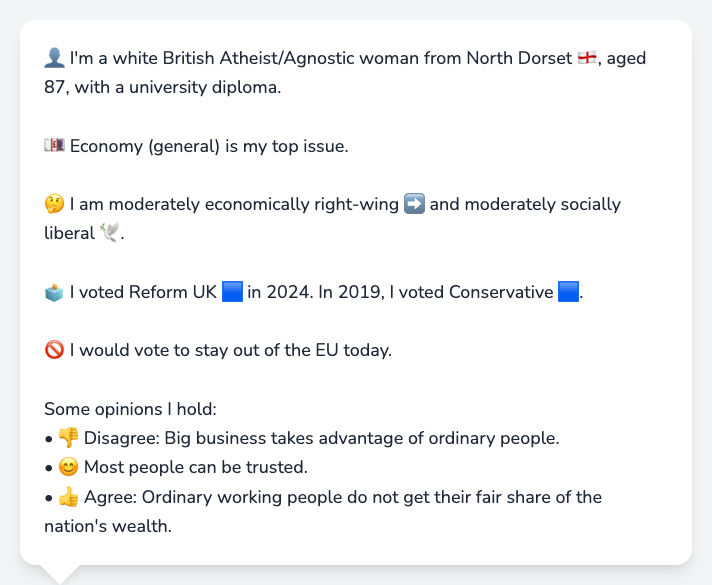 👤 I'm a white British Atheist/Agnostic woman from North Dorset 🏴󠁧󠁢󠁥󠁮󠁧󠁿, aged
87, with a university diploma.
💷 Economy (general) is my top issue.
🤔 I am moderately economically right-wing ➡️ and moderately socially
liberal 🕊️.
🗳️ I voted Reform UK 🟦 in 2024. In 2019, I voted Conservative 🟦.
🚫 I would vote to stay out of the EU today.
Some opinions I hold:
• 👎 Disagree: Big business takes advantage of ordinary people.
• 😊 Most people can be trusted.
• 👍 Agree: Ordinary working people do not get their fair share of the
nation's wealth.